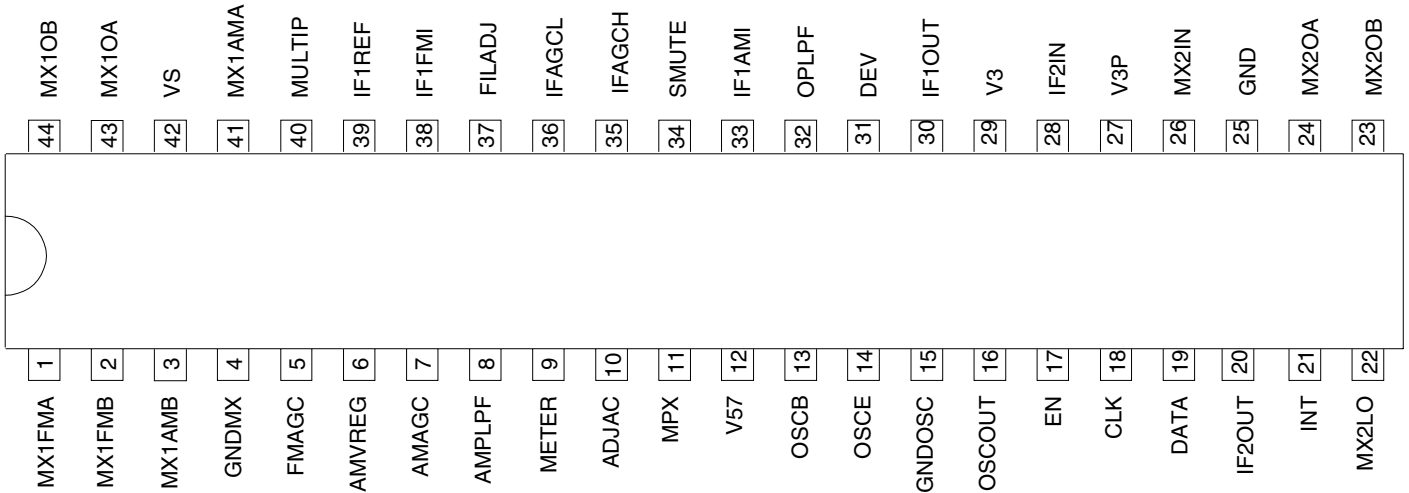 MX1OB MX1OA VS MX1AMA MULTIP IF1REF IF1FMI FILADJ IFAGCL IFAGCH SMUTE IF1AMI OPLPF DEV IF1OUT V3 IF2IN V3P MX2IN GND MX2OA MX2OB
44 43 42 41 40 39 38 37 36 35 34 33 32 31 30 29 28 27 26 25 24 23
1 2 3 4 5 6 7 8 9 10 11 12 13 14 15 16 17 18 19 20 21 22
MX1FMA MX1FMB MX1AMB GNDMX FMAGC AMVREG AMAGC AMPLPF METER ADJAC MPX V57 OSCB OSCE GNDOSC OSCOUT EN CLK DATA IF2OUT INT MX2LO